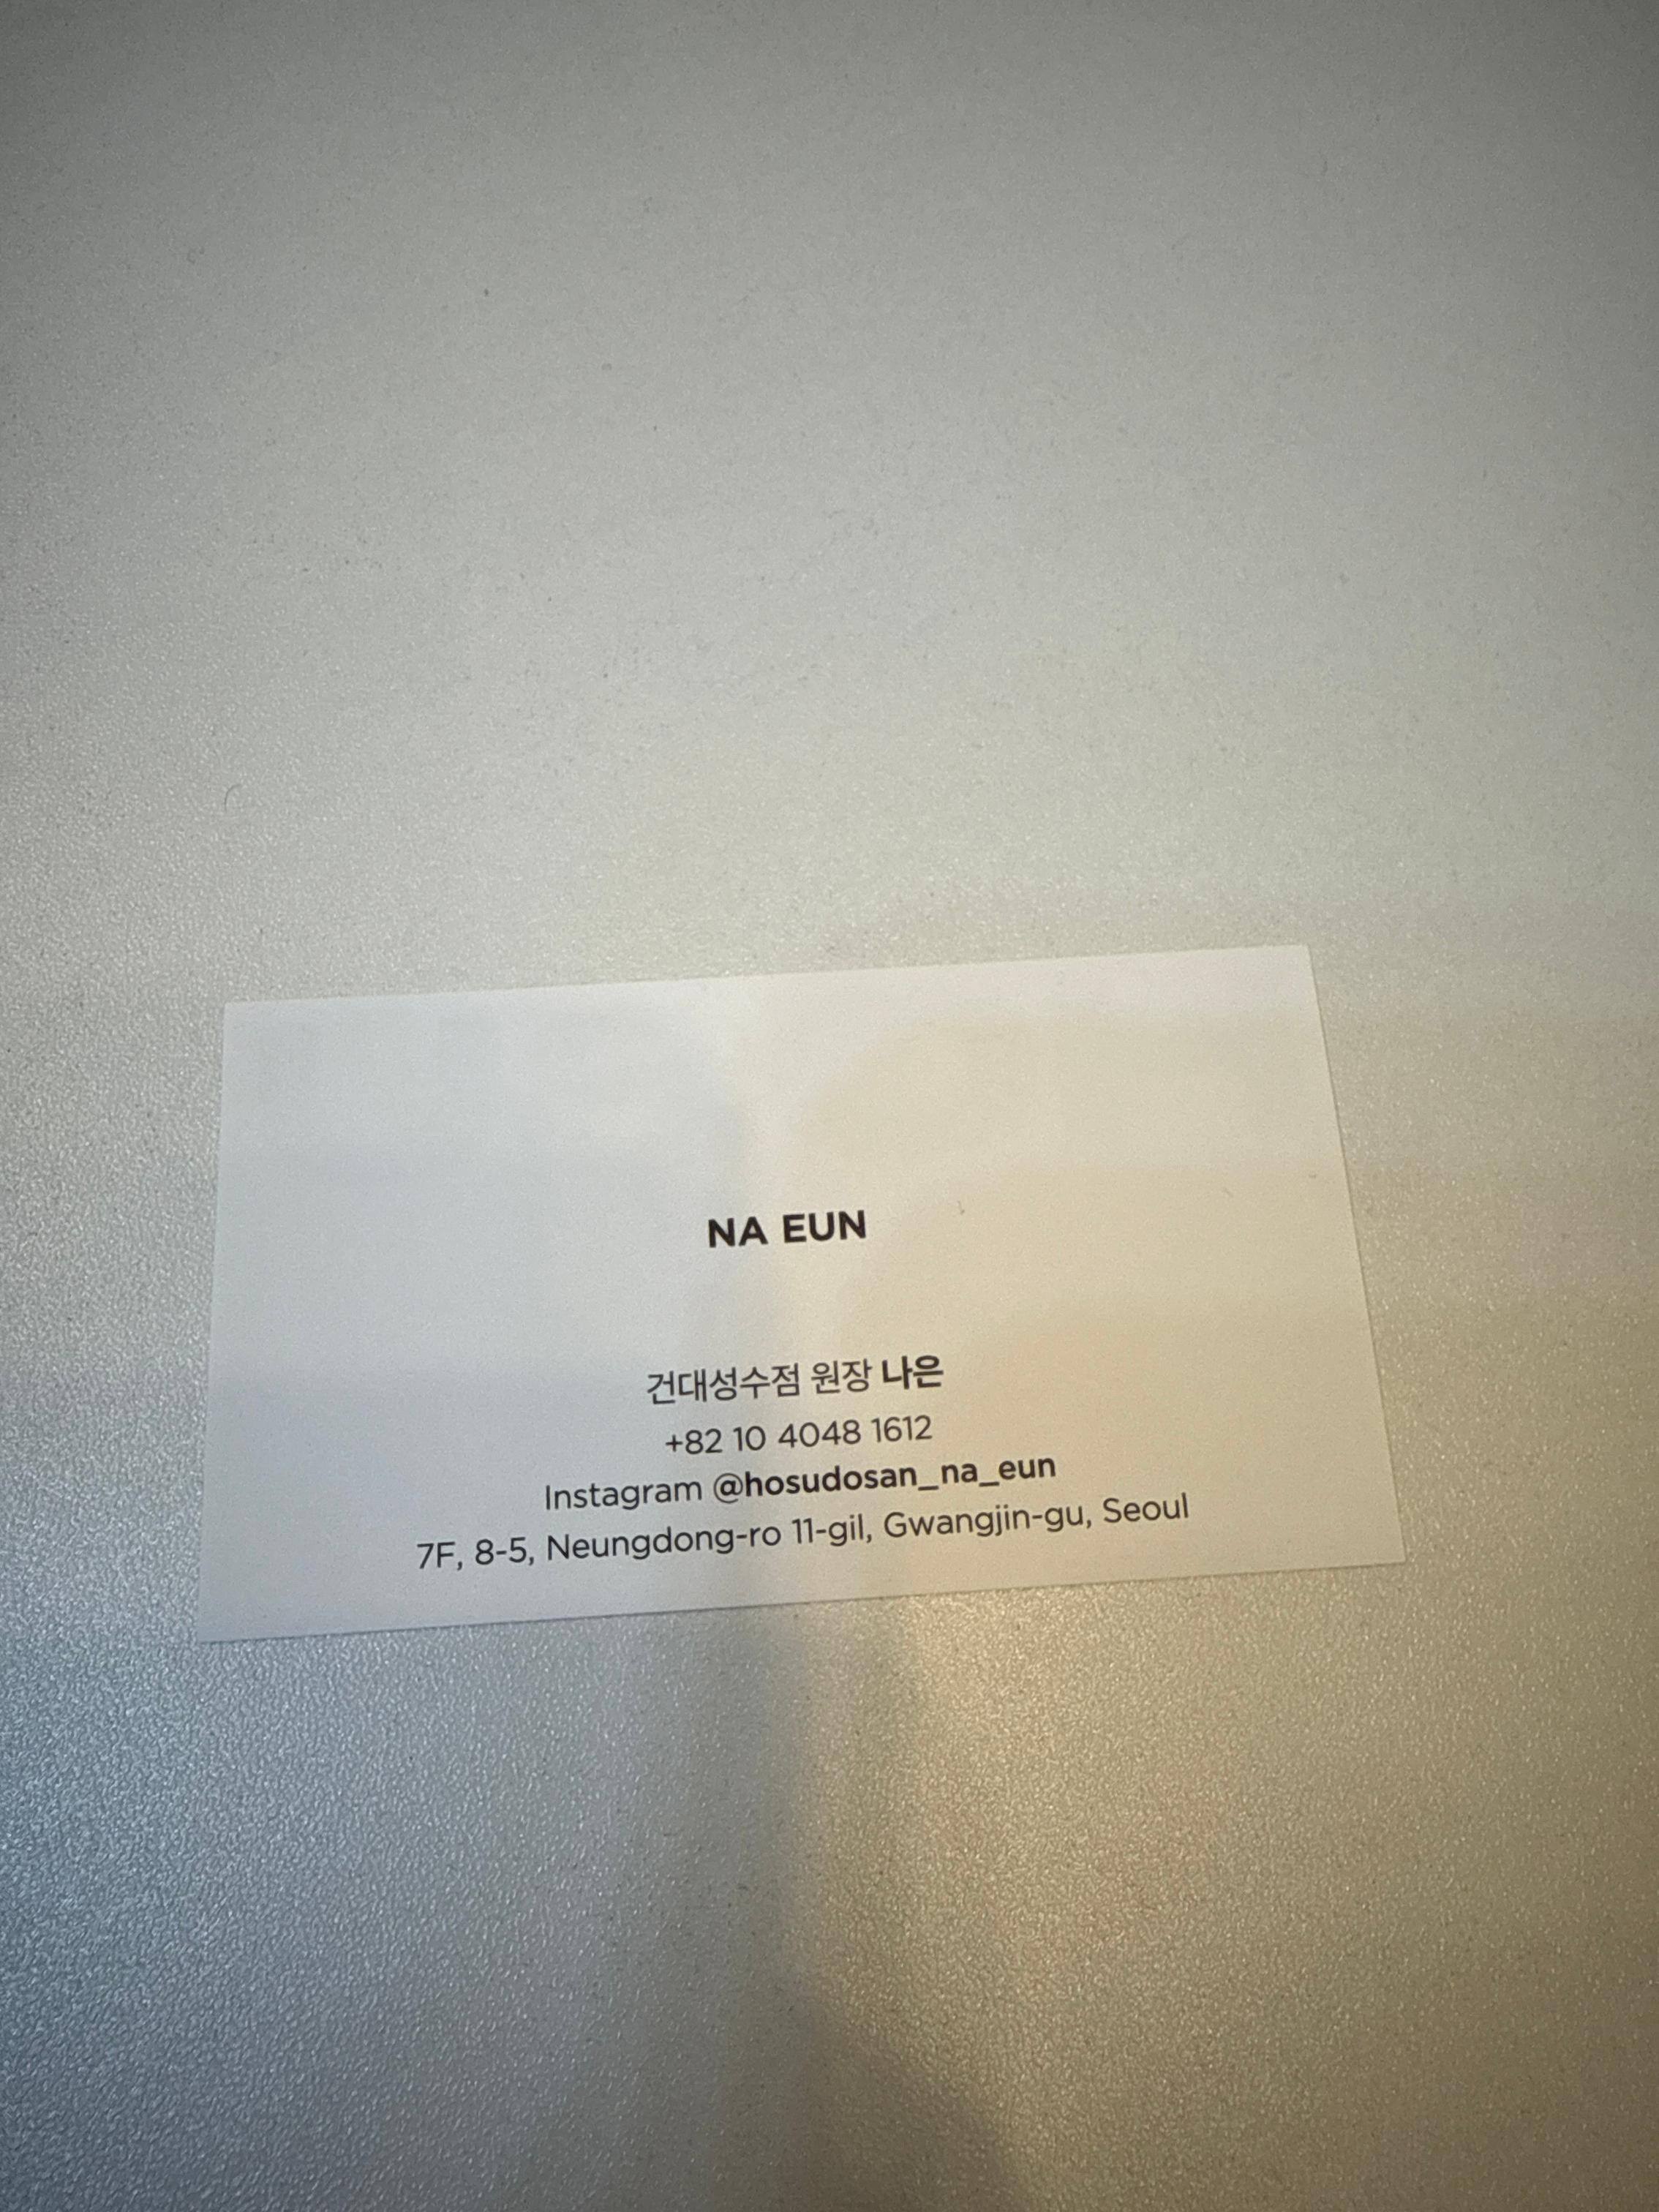 NA EUN
건대성수점 원장 나은
+82 10 4048 1612
Instagram @hosudosan_na_eun
7F, 8-5, Neungdong-ro 11-gil, Gwangjin-gu, Seoul